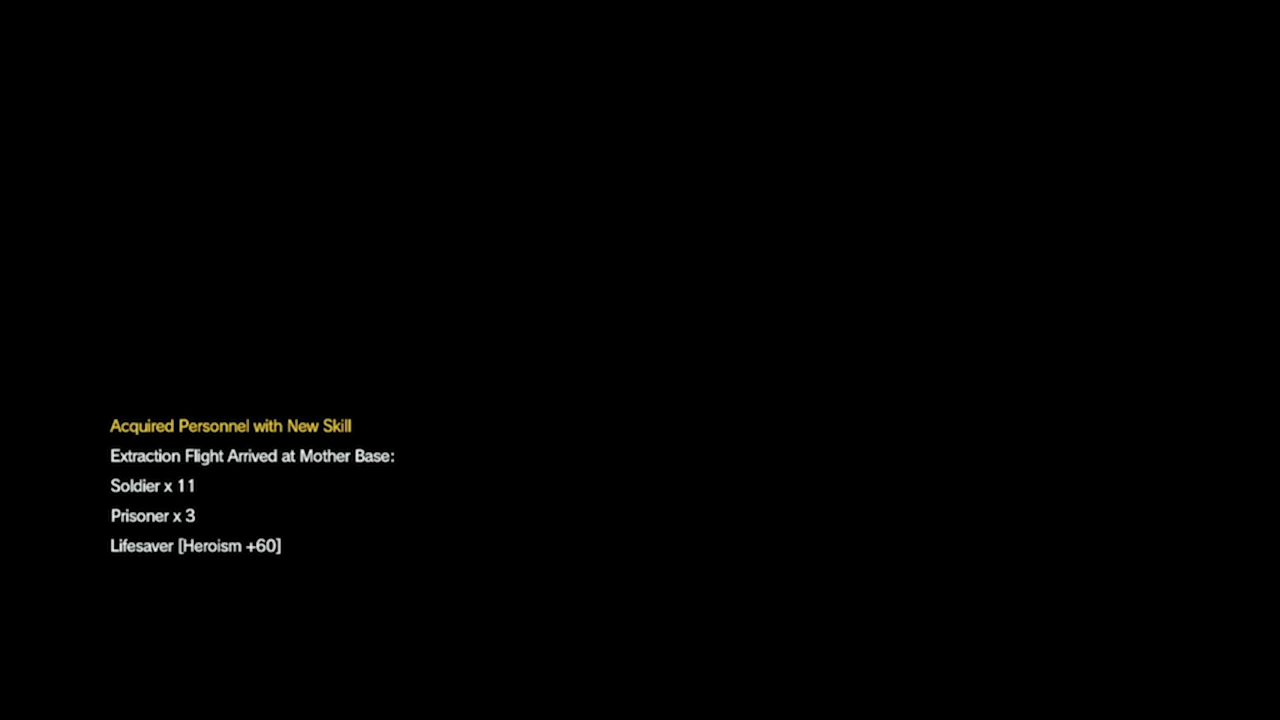 Acquired Personnel with New Skill
Extraction Flight Arrived at Mother Base:
Soldier x 11
Prisoner x 3
Lifesaver [Heroism +60]